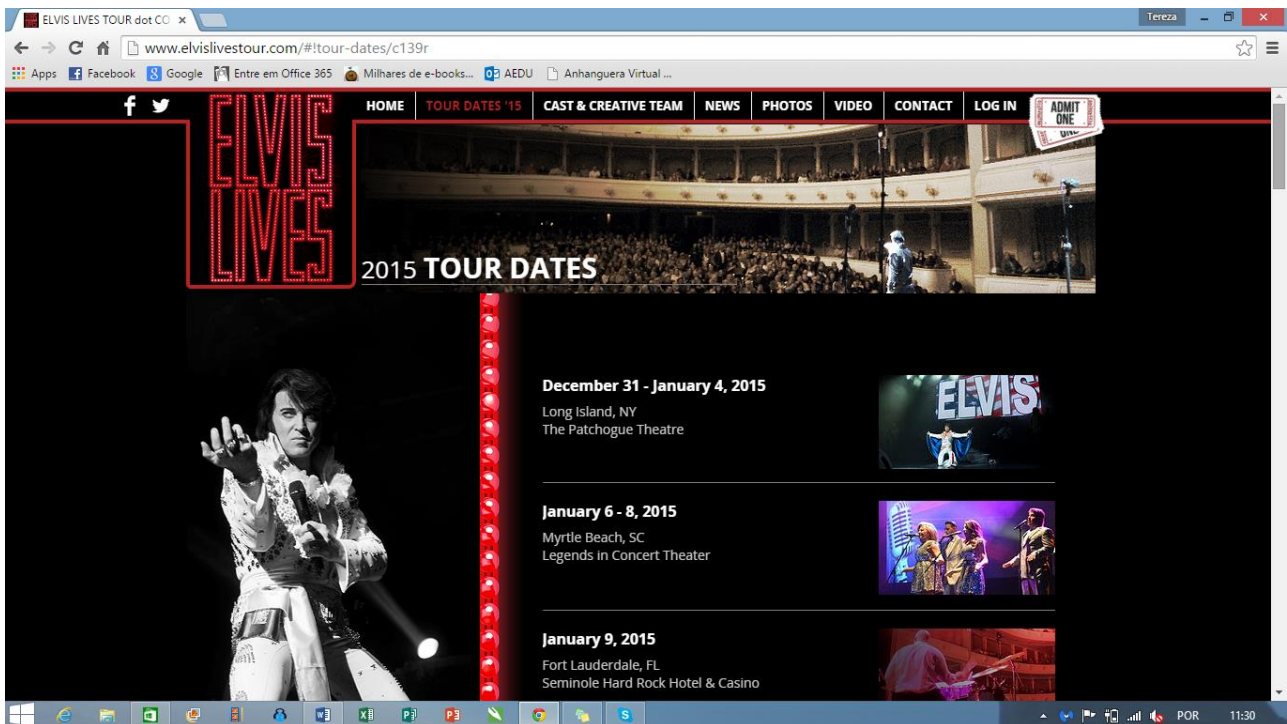 ELVIS LIVES TOUR dot CO
Tereza
www.elvislivestour.com/#!tour-dates/c139r
Apps Facebook Google Entre em Office 365 Milhares de e-books... AEDU Anhanguera Virtual ...
HOME TOUR DATES '15 CAST & CREATIVE TEAM NEWS PHOTOS VIDEO CONTACT LOG IN
ADMIT
ONE
ONE
ELVIS
LIVES
2015 TOUR DATES
December 31 - January 4, 2015
Long Island, NY
The Patchogue Theatre
ELVIS
January 6 - 8, 2015
Myrtle Beach, SC
Legends in Concert Theater
January 9, 2015
Fort Lauderdale, FL
Seminole Hard Rock Hotel & Casino
POR 11:30